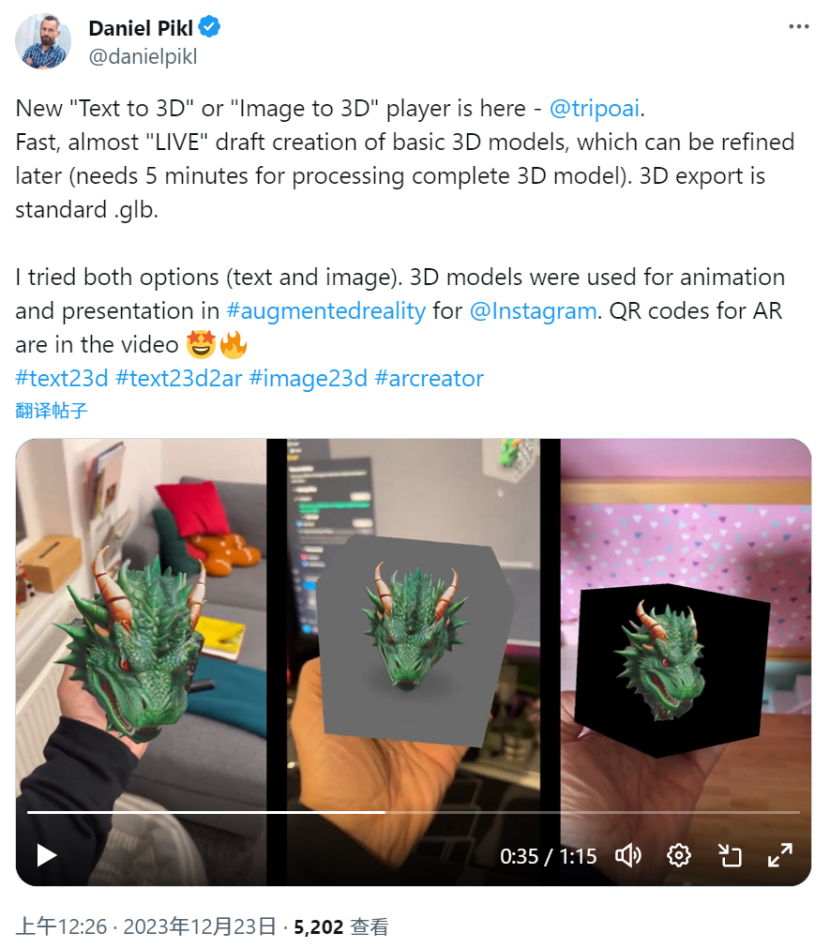 Daniel Pikl
@danielpikl
New "Text to 3D" or "Image to 3D" player is here - @tripoai.
Fast, almost "LIVE" draft creation of basic 3D models, which can be refined
later (needs 5 minutes for processing complete 3D model). 3D export is
standard .glb.
I tried both options (text and image). 3D models were used for animation
and presentation in #augmentedreality for @Instagram. QR codes for AR
are in the video 🤩🔥
#text23d #text23d2ar #image23d #arcreator
翻译帖子
0:35 / 1:15
上午12:26 · 2023年12月23日 · 5,202 查看